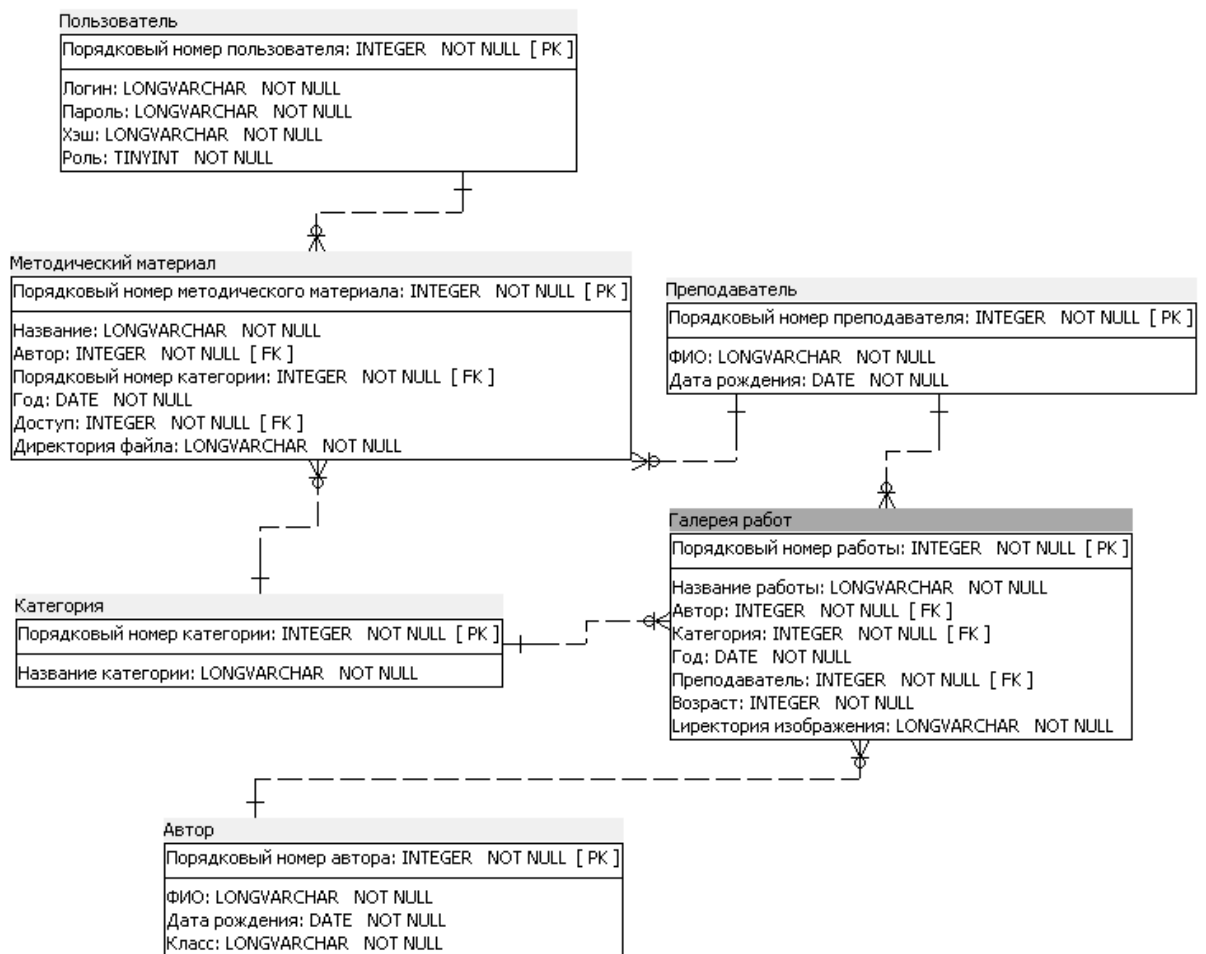 Пользователь
Порядковый номер пользователя: INTEGER NOT NULL [ PK ]
Логин: LONGVARCHAR NOT NULL
Пароль: LONGVARCHAR NOT NULL
Хэш: LONGVARCHAR NOT NULL
Роль: TINYINT NOT NULL
Методический материал
Порядковый номер методического материала: INTEGER NOT NULL [ PK ]
Название: LONGVARCHAR NOT NULL
Автор: INTEGER NOT NULL [ FK ]
Порядковый номер категории: INTEGER NOT NULL [ FK ]
Год: DATE NOT NULL
Доступ: INTEGER NOT NULL [ FK ]
Директория файла: LONGVARCHAR NOT NULL
Преподаватель
Порядковый номер преподавателя: INTEGER NOT NULL [ PK ]
ФИО: LONGVARCHAR NOT NULL
Дата рождения: DATE NOT NULL
Галерея работ
Порядковый номер работы: INTEGER NOT NULL [ PK ]
Название работы: LONGVARCHAR NOT NULL
Автор: INTEGER NOT NULL [ FK ]
Категория: INTEGER NOT NULL [ FK ]
Год: DATE NOT NULL
Преподаватель: INTEGER NOT NULL [ FK ]
Возраст: INTEGER NOT NULL
Lиректория изображения: LONGVARCHAR NOT NULL
Категория
Порядковый номер категории: INTEGER NOT NULL [ PK ]
Название категории: LONGVARCHAR NOT NULL
Автор
Порядковый номер автора: INTEGER NOT NULL [ PK ]
ФИО: LONGVARCHAR NOT NULL
Дата рождения: DATE NOT NULL
Класс: LONGVARCHAR NOT NULL